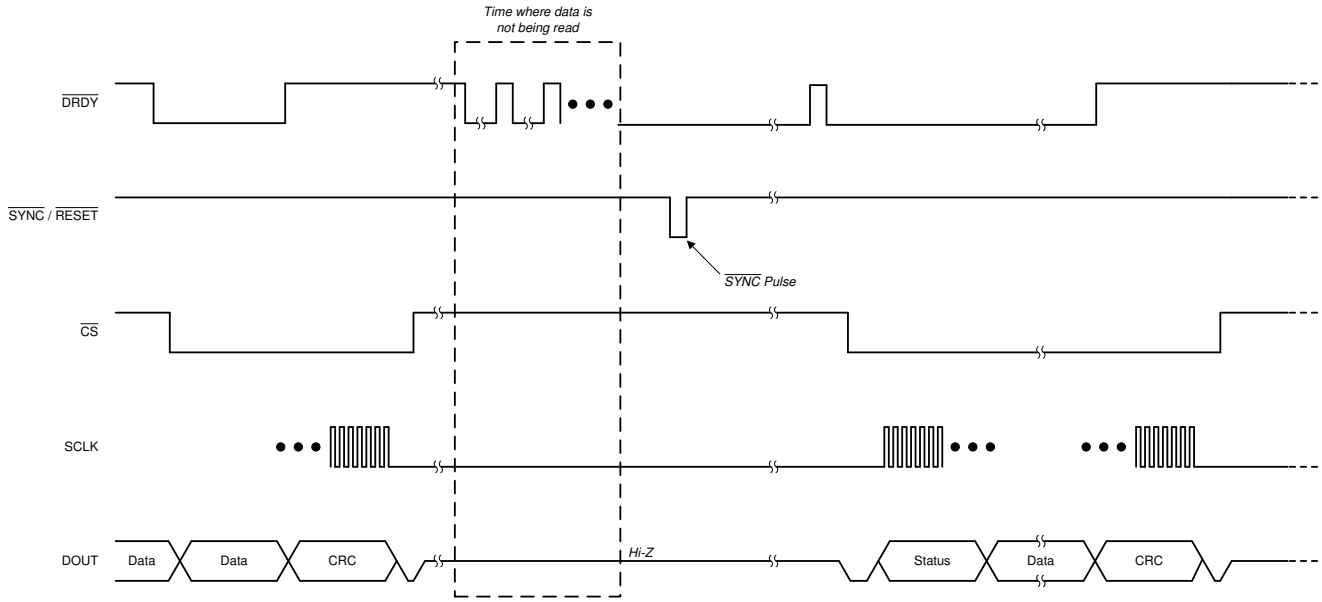 Time where data is
not being read
DRDY
SYNC / RESET
SYNC Pulse
CS
SCLK
Hi-Z
DOUT Data Data CRC Status Data CRC